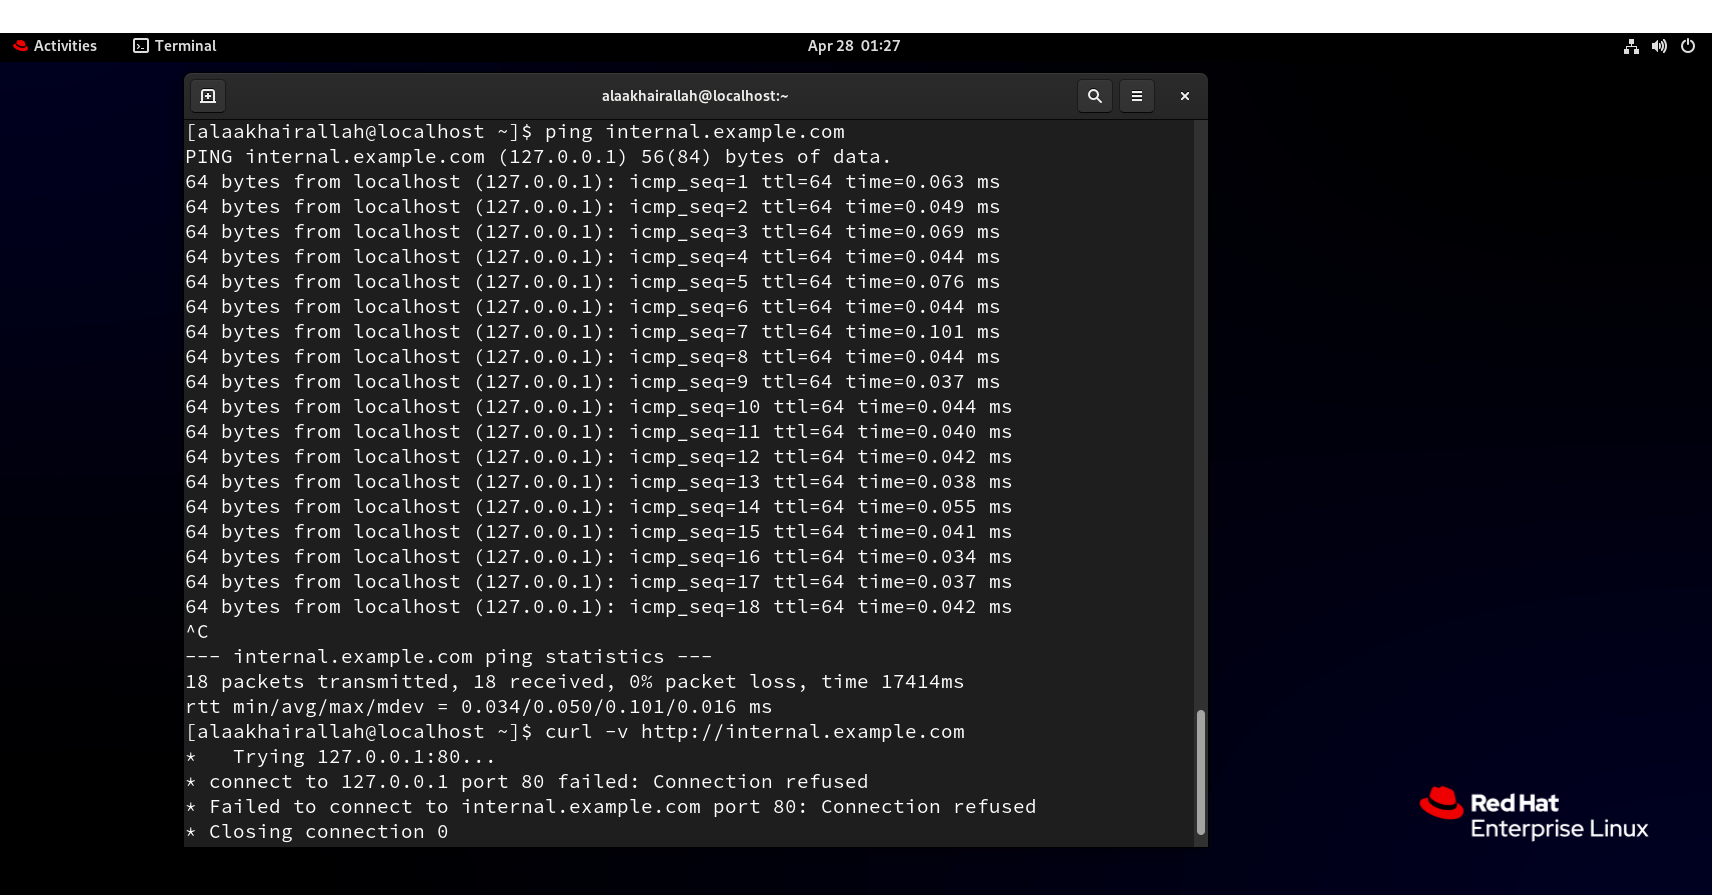 Activities
Terminal
Apr 28 01:27
alaakhairallah@localhost:~
[alaakhairallah@localhost ~]$ ping internal.example.com
PING internal.example.com (127.0.0.1) 56(84) bytes of data.
64 bytes from localhost (127.0.0.1): icmp_seq=1 ttl=64 time=0.063 ms
64 bytes from localhost (127.0.0.1): icmp_seq=2 ttl=64 time=0.049 ms
64 bytes from localhost (127.0.0.1): icmp_seq=3 ttl=64 time=0.069 ms
64 bytes from localhost (127.0.0.1): icmp_seq=4 ttl=64 time=0.044 ms
64 bytes from localhost (127.0.0.1): icmp_seq=5 ttl=64 time=0.076 ms
64 bytes from localhost (127.0.0.1): icmp_seq=6 ttl=64 time=0.044 ms
64 bytes from localhost (127.0.0.1): icmp_seq=7 ttl=64 time=0.101 ms
64 bytes from localhost (127.0.0.1): icmp_seq=8 ttl=64 time=0.044 ms
64 bytes from localhost (127.0.0.1): icmp_seq=9 ttl=64 time=0.037 ms
64 bytes from localhost (127.0.0.1): icmp_seq=10 ttl=64 time=0.044 ms
64 bytes from localhost (127.0.0.1): icmp_seq=11 ttl=64 time=0.040 ms
64 bytes from localhost (127.0.0.1): icmp_seq=12 ttl=64 time=0.042 ms
64 bytes from localhost (127.0.0.1): icmp_seq=13 ttl=64 time=0.038 ms
64 bytes from localhost (127.0.0.1): icmp_seq=14 ttl=64 time=0.055 ms
64 bytes from localhost (127.0.0.1): icmp_seq=15 ttl=64 time=0.041 ms
64 bytes from localhost (127.0.0.1): icmp_seq=16 ttl=64 time=0.034 ms
64 bytes from localhost (127.0.0.1): icmp_seq=17 ttl=64 time=0.037 ms
64 bytes from localhost (127.0.0.1): icmp_seq=18 ttl=64 time=0.042 ms
^C
--- internal.example.com ping statistics ---
18 packets transmitted, 18 received, 0% packet loss, time 17414ms
rtt min/avg/max/mdev = 0.034/0.050/0.101/0.016 ms
[alaakhairallah@localhost ~]$ curl -v http://internal.example.com
*   Trying 127.0.0.1:80...
* connect to 127.0.0.1 port 80 failed: Connection refused
* Failed to connect to internal.example.com port 80: Connection refused
* Closing connection 0
Red Hat
Enterprise Linux